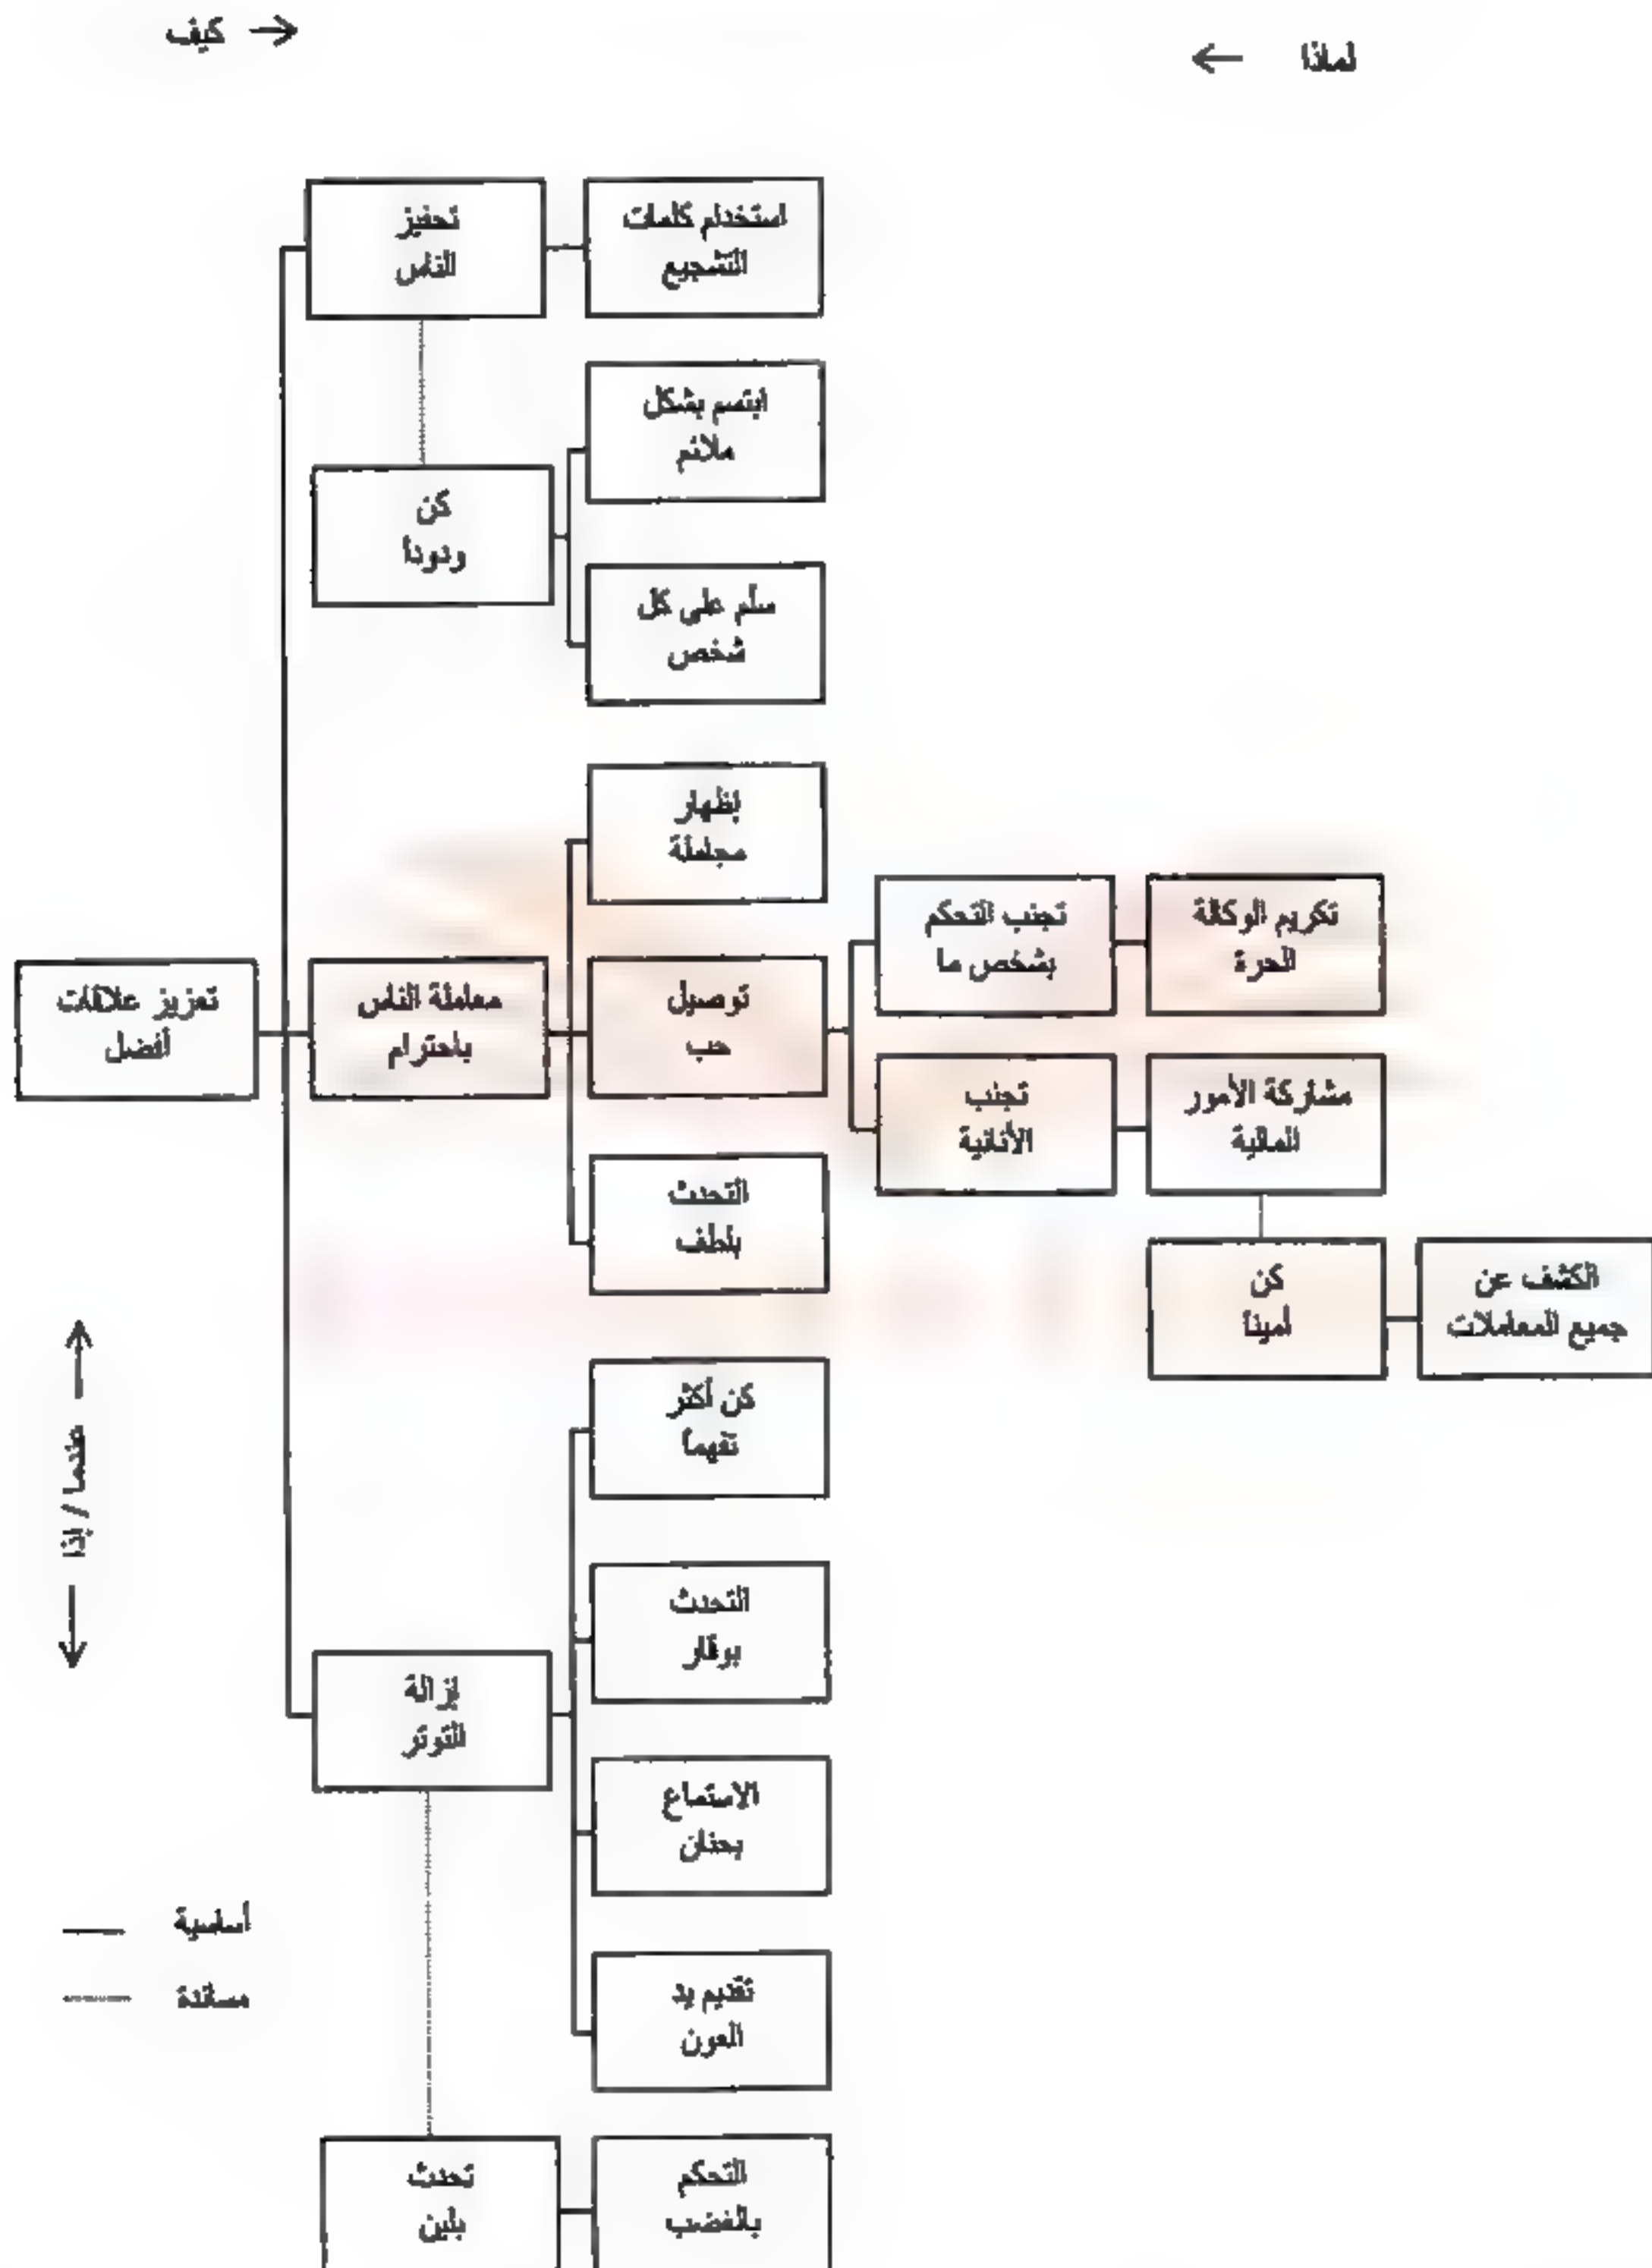 كيف
لماذا
تحفيز
الناس
استخدام كلمات
التشجيع
ابتسم بشكل
ملائم
كن
ودوداً
سلّم على كل
شخص
إظهار
مجاملة
تجنب التحكم
بشخص ما
تكريم الوكالة
الحرة
تعزيز علاقات
أفضل
معاملة الناس
باحترام
توصيل
حب
تجنب
الأنانية
مشاركة الأمور
المالية
التحدث
بلطف
كن
أميناً
الكشف عن
جميع المعاملات
كن أكثر
تفهماً
عندما / إذا
التحدث
بوقار
إزالة
التوتر
الاستماع
بحنان
أساسية
مساندة
تقديم يد
العون
تحدث
بلين
التحكم
بالغضب